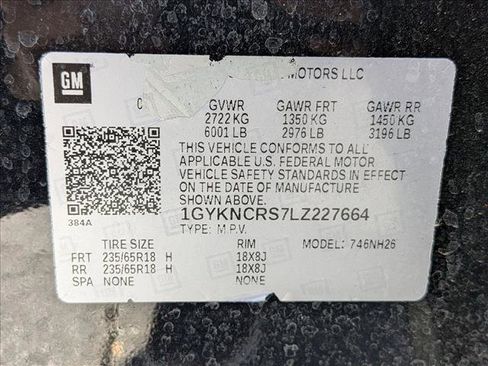 GM
MOTORS LLC
GVWR GAWR FRT GAWR RR
2722 KG 1350 KG 1450 KG
6001 LB 2976 LB 3196 LB
THIS VEHICLE CONFORMS TO ALL
APPLICABLE U.S. FEDERAL MOTOR
VEHICLE SAFETY STANDARDS IN EFFECT
ON THE DATE OF MANUFACTURE
SHOWN ABOVE.
384A
1GYKNCRS7LZ227664
TYPE: M.P.V.
TIRE SIZE RIM MODEL: 746NH26
FRT 235/65R18 H 18X8J
RR 235/65R18 H 18X8J
SPA NONE NONE